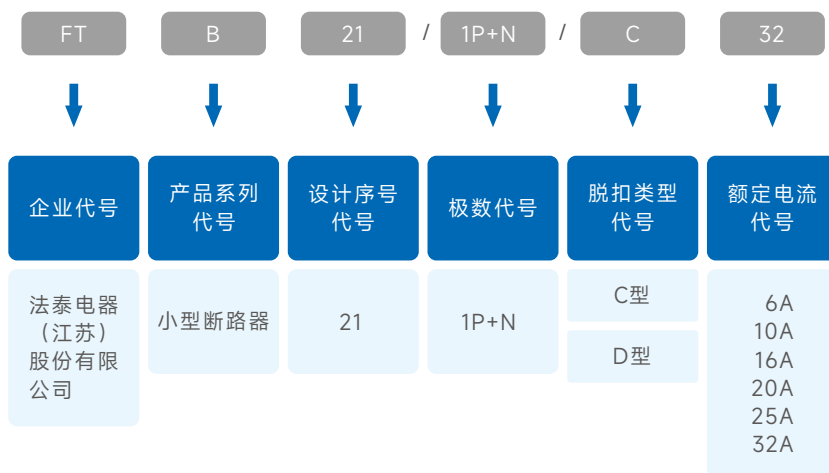 FT B 21 / 1P+N / C 32
企业代号
产品系列
代号
设计序号
代号
极数代号
脱扣类型
代号
额定电流
代号
法泰电器
（江苏）
股份有限
公司
小型断路器
21
1P+N
C型
D型
6A
10A
16A
20A
25A
32A